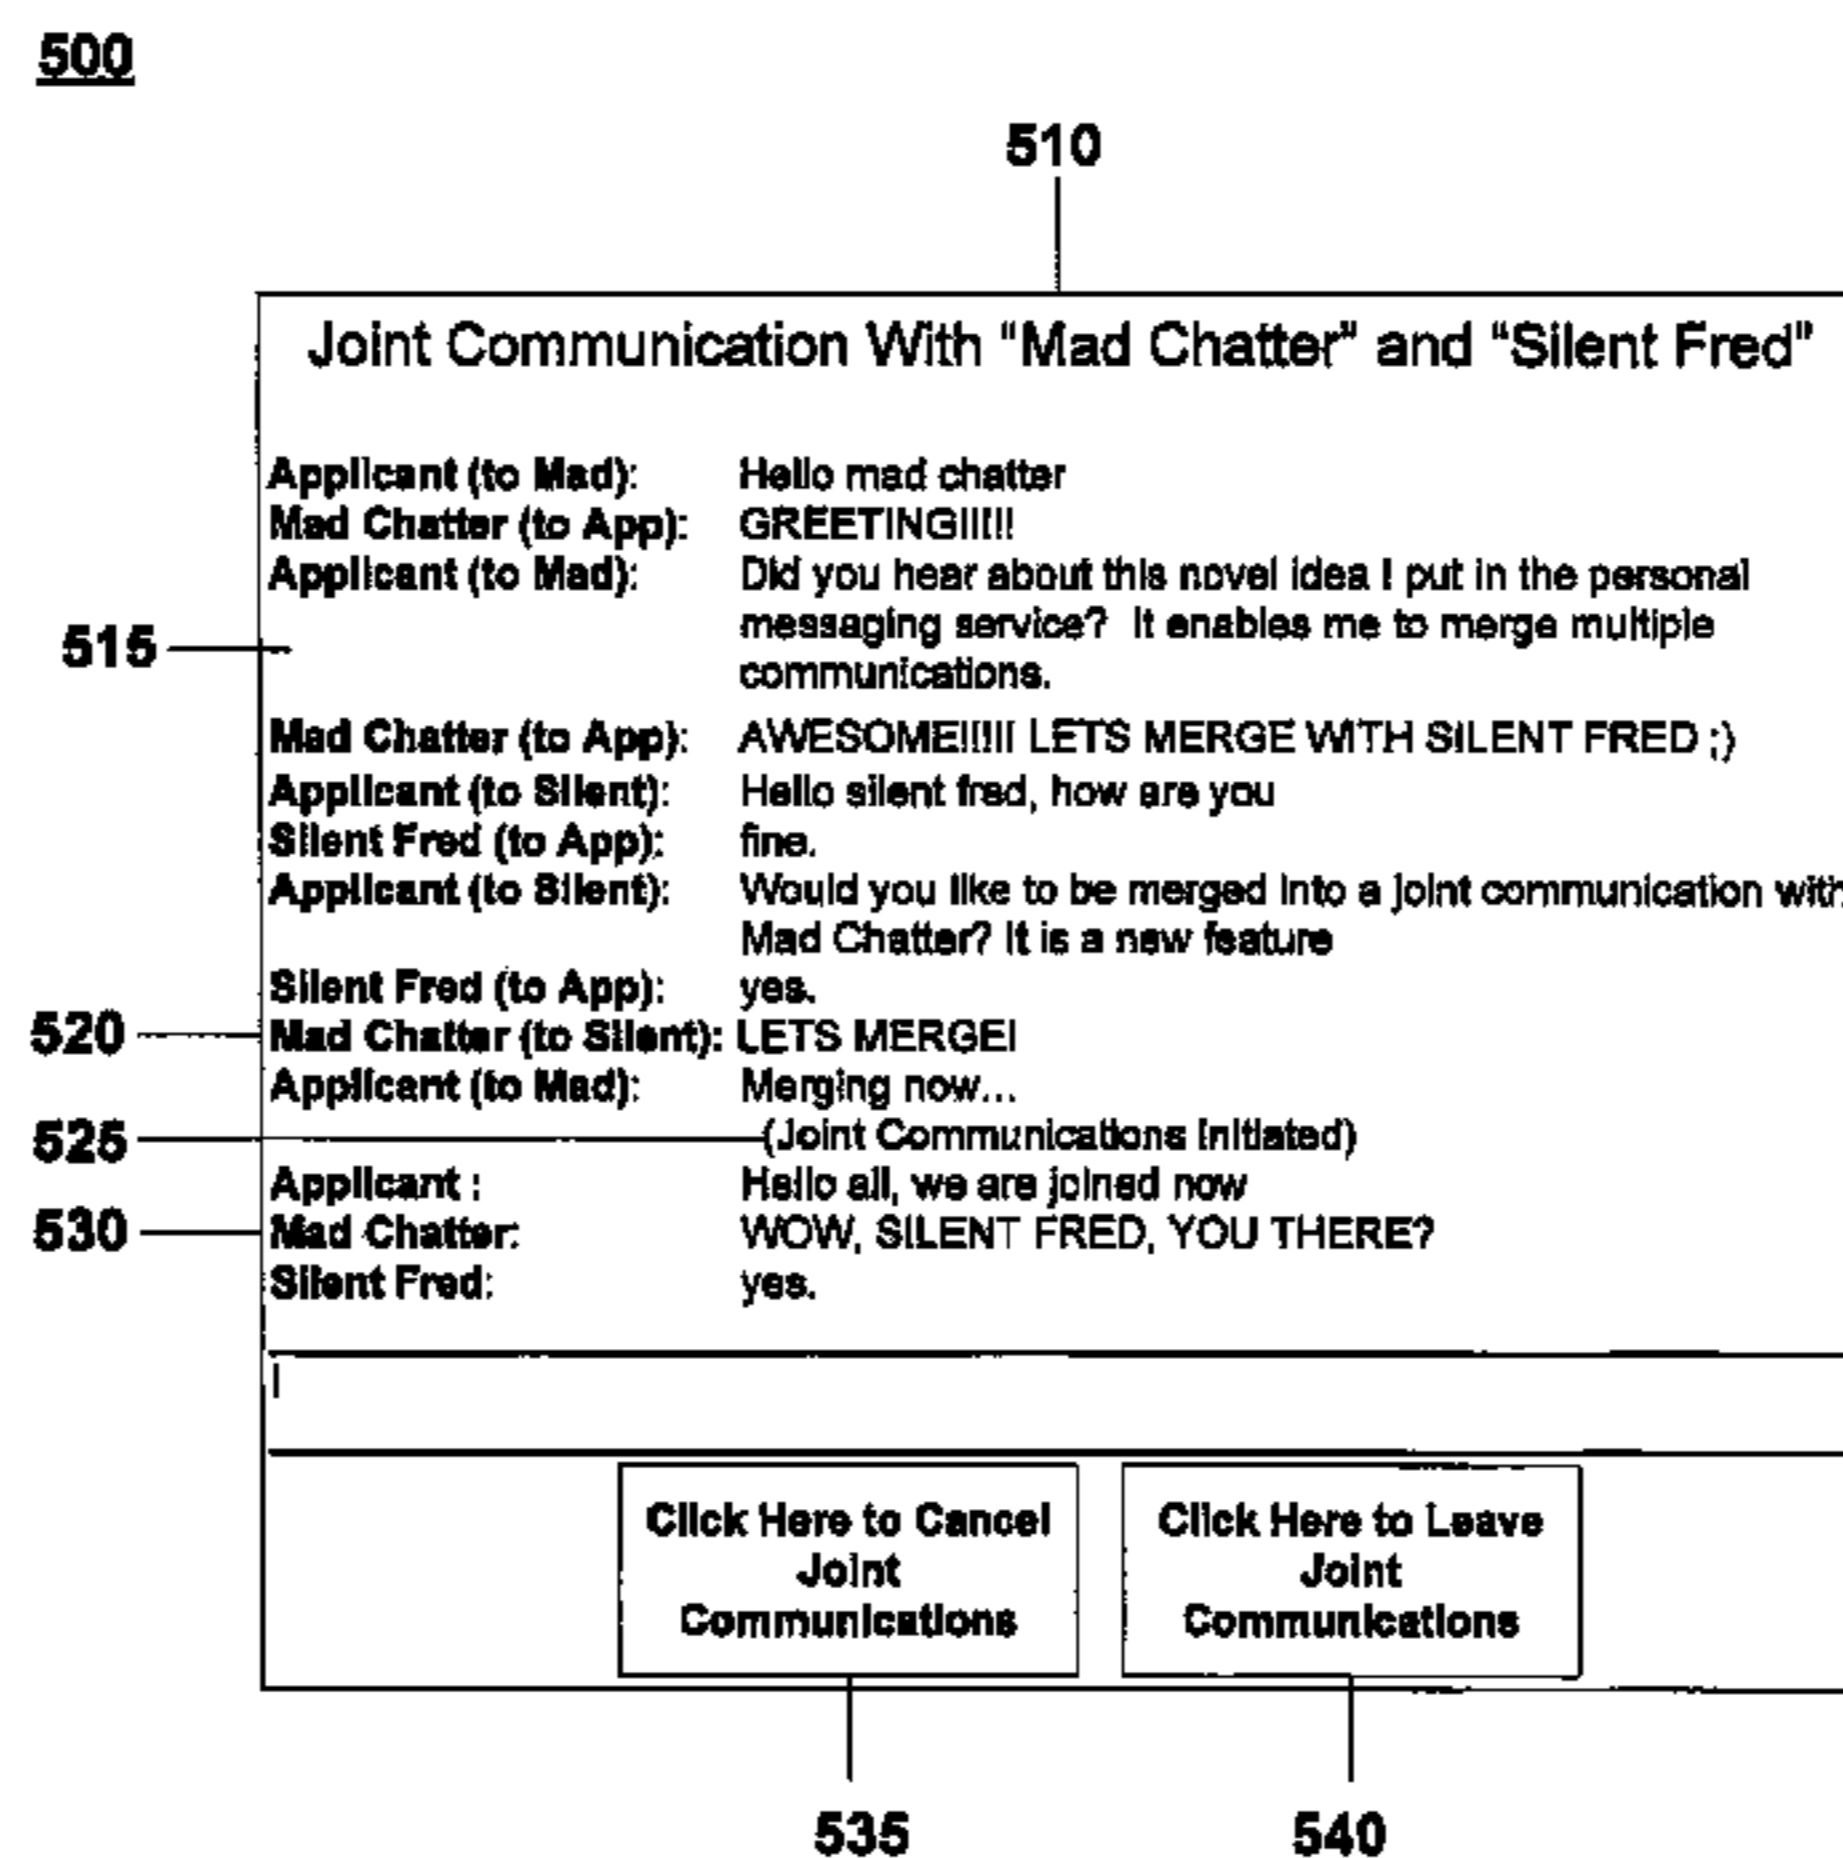 500
510
Joint Communication With “Mad Chatter” and “Silent Fred”
Applicant (to Mad): Hello mad chatter
Mad Chatter (to App): GREETING!!!!!!
Applicant (to Mad): Did you hear about this novel idea I put in the personal
messaging service? It enables me to merge multiple
515
communications.
Mad Chatter (to App): AWESOME!!!!!! LETS MERGE WITH SILENT FRED ;)
Applicant (to Silent): Hello silent fred, how are you
Silent Fred (to App): fine.
Applicant (to Silent): Would you like to be merged into a joint communication with
Mad Chatter? It is a new feature
Silent Fred (to App): yes.
520 Mad Chatter (to Silent): LETS MERGE!
Applicant (to Mad): Merging now...
525 (Joint Communications Initiated)
Applicant : Hello all, we are joined now
530 Mad Chatter: WOW, SILENT FRED, YOU THERE?
Silent Fred: yes.
Click Here to Cancel
Joint
Communications
Click Here to Leave
Joint
Communications
535
540